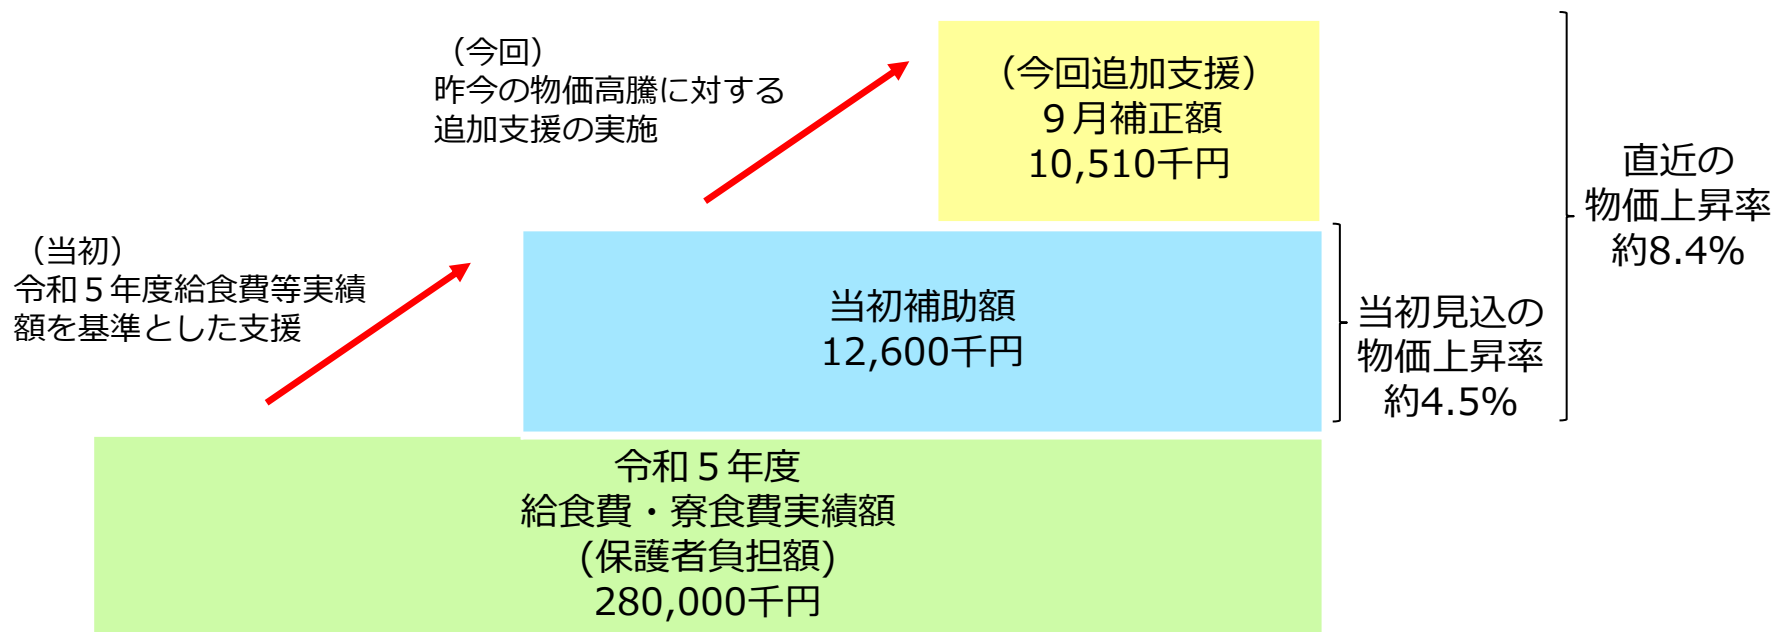 （今回）
昨今の物価高騰に対する
追加支援の実施
（今回追加支援）
９月補正額
10,510千円
直近の
物価上昇率
約8.4%
（当初）
令和５年度給食費等実績
額を基準とした支援
当初補助額
12,600千円
当初見込の
物価上昇率
約4.5%
令和５年度
給食費・寮食費実績額
(保護者負担額)
280,000千円